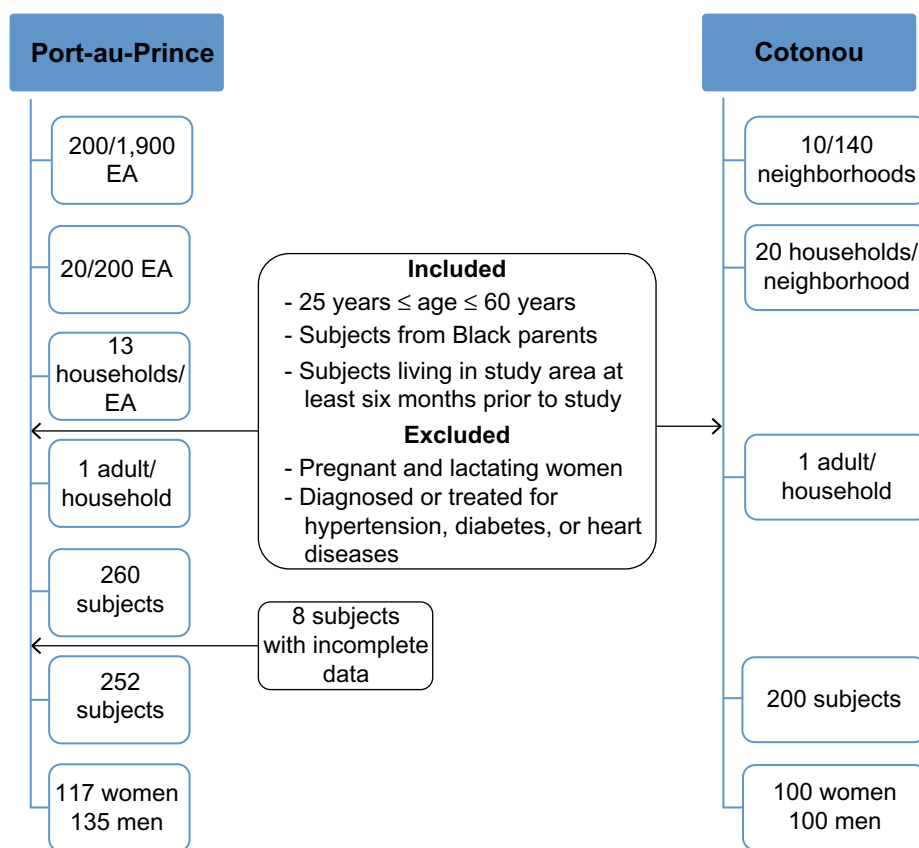 Port-au-Prince
200/1,900
EA
20/200 EA
13
households/
EA
1 adult/
household
260
subjects
252
subjects
117 women
135 men
Included
- 25 years ≤ age ≤ 60 years
- Subjects from Black parents
- Subjects living in study area at
least six months prior to study
Excluded
- Pregnant and lactating women
- Diagnosed or treated for
hypertension, diabetes, or heart
diseases
8 subjects
with incomplete
data
Cotonou
10/140
neighborhoods
20 households/
neighborhood
1 adult/
household
200 subjects
100 women
100 men